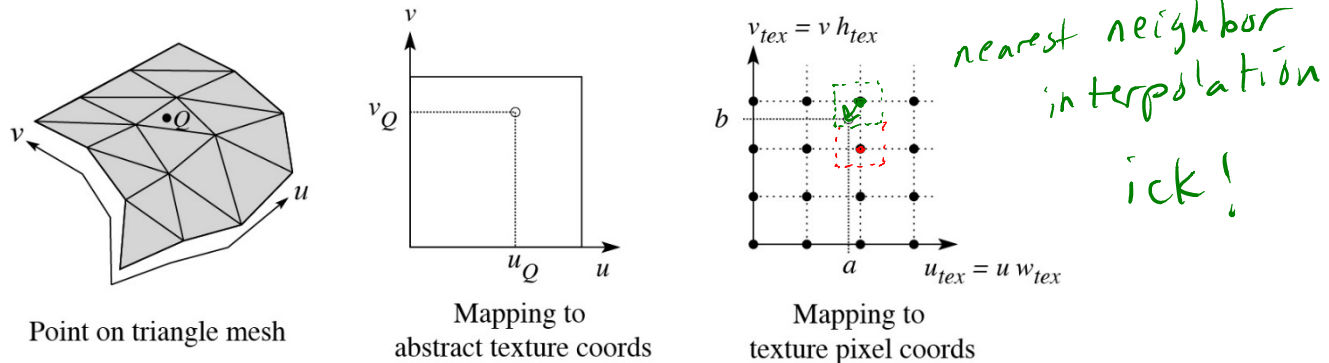 v
Q
u
Point on triangle mesh
v
v_Q
u_Q
u
Mapping to
abstract texture coords
v_tex = v h_tex
b
a
u_tex = u w_tex
Mapping to
texture pixel coords
nearest neighbor
interpolation
ick!